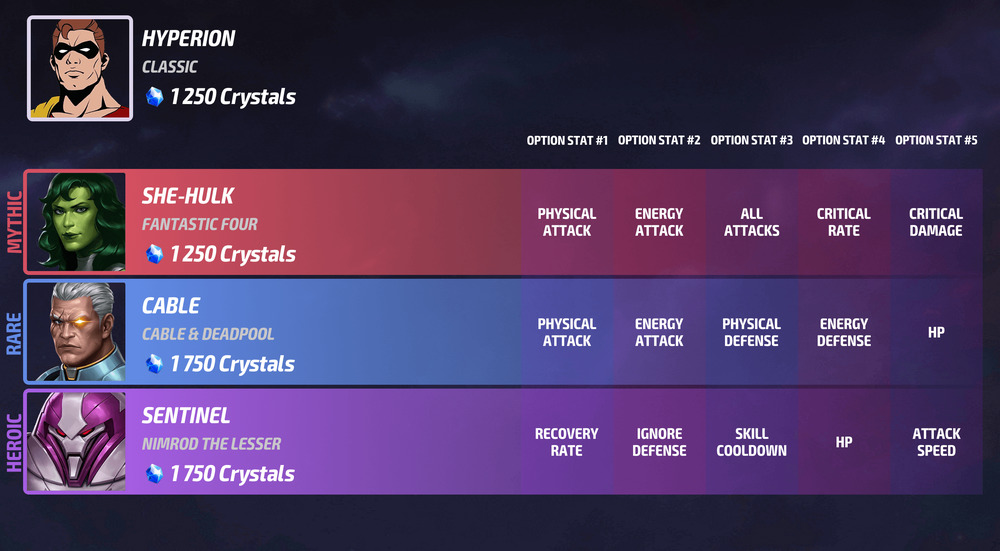 HYPERION
CLASSIC
1 250 Crystals
OPTION STAT #1 OPTION STAT #2 OPTION STAT #3 OPTION STAT #4 OPTION STAT #5
MYTHIC
SHE-HULK
FANTASTIC FOUR
1 250 Crystals
PHYSICAL ATTACK
ENERGY ATTACK
ALL ATTACKS
CRITICAL RATE
CRITICAL DAMAGE
RARE
CABLE
CABLE & DEADPOOL
1 750 Crystals
PHYSICAL ATTACK
ENERGY ATTACK
PHYSICAL DEFENSE
ENERGY DEFENSE
HP
HEROIC
SENTINEL
NIMROD THE LESSER
1 750 Crystals
RECOVERY RATE
IGNORE DEFENSE
SKILL COOLDOWN
HP
ATTACK SPEED